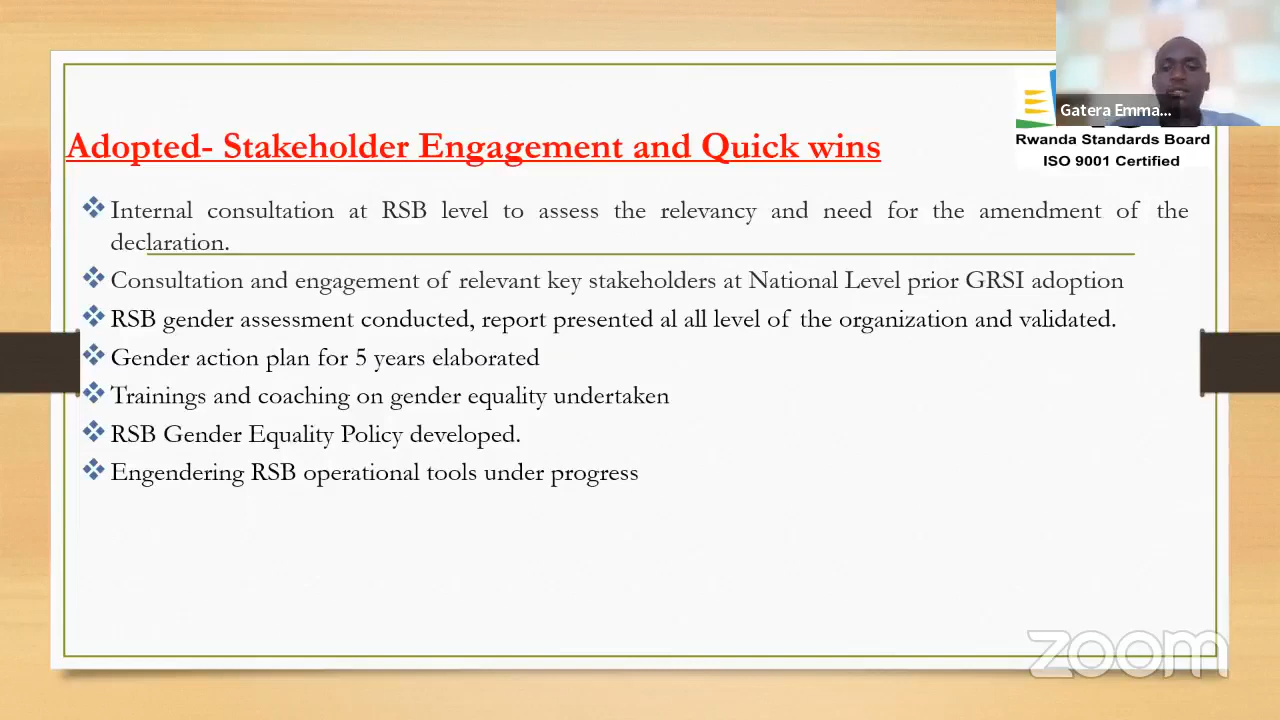 Gatera Emma...
Rwanda Standards Board
ISO 9001 Certified
Adopted- Stakeholder Engagement and Quick wins
Internal consultation at RSB level to assess the relevancy and need for the amendment of the
declaration.
Consultation and engagement of relevant key stakeholders at National Level prior GRSI adoption
RSB gender assessment conducted, report presented al all level of the organization and validated.
Gender action plan for 5 years elaborated
Trainings and coaching on gender equality undertaken
RSB Gender Equality Policy developed.
Engendering RSB operational tools under progress
zoom